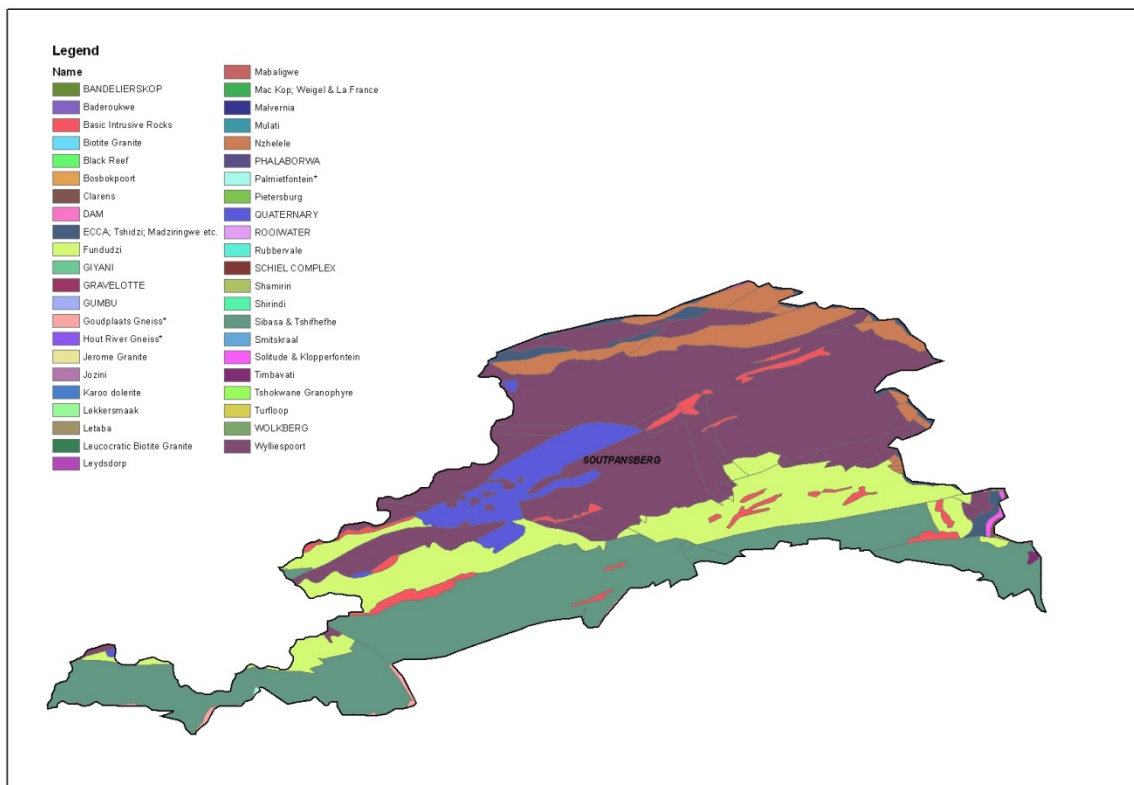 Legend
Name
BANDELIERSKOP
Baderoukwe
Basic Intrusive Rocks
Biotite Granite
Black Reef
Bosbokpoort
Clarens
DAM
ECCA; Tshidzi; Madziringwe etc.
Fundudzi
GIYANI
GRAVELOTTE
GUMBU
Goudplaats Gneiss*
Hout River Gneiss*
Jerome Granite
Jozini
Karoo dolerite
Lekkersmaak
Letaba
Leucocratic Biotite Granite
Leydsdorp
Mabaligwe
Mac Kop; Weigel & La France
Malvernia
Mulati
Nzhelele
PHALABORWA
Palmietfontein*
Pietersburg
QUATERNARY
ROOIWATER
Rubbervale
SCHIEL COMPLEX
Shamiriri
Shirindi
Sibasa & Tshifhefhe
Smitskraal
Solitude & Klopperfontein
Timbavati
Tshokwane Granophyre
Turfloop
WOLKBERG
Wylliespoort
SOUTPANSBERG